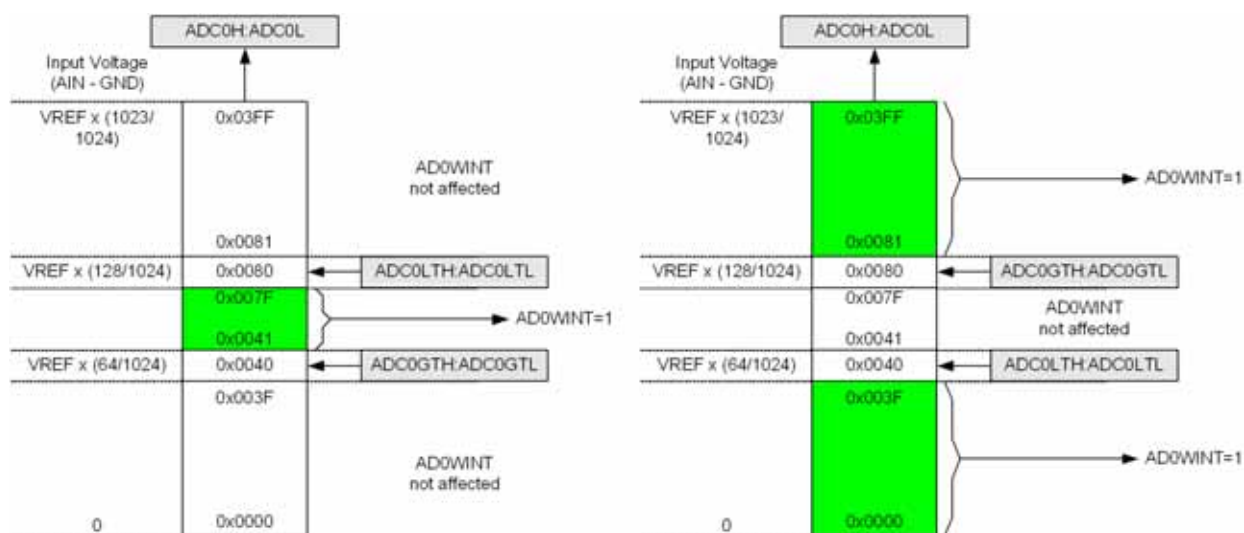 ADC0H:ADC0L
Input Voltage
(AIN - GND)
VREF x (1023/
1024)
0x03FF
AD0WINT
not affected
0x0081
VREF x (128/1024)
0x0080
ADC0LTH:ADC0LTL
0x007F
AD0WINT=1
0x0041
VREF x (64/1024)
0x0040
ADC0GTH:ADC0GTL
0x003F
AD0WINT
not affected
0
0x0000
ADC0H:ADC0L
Input Voltage
(AIN - GND)
VREF x (1023/
1024)
0x03FF
AD0WINT=1
0x0081
VREF x (128/1024)
0x0080
ADC0GTH:ADC0GTL
0x007F
AD0WINT
not affected
0x0041
VREF x (64/1024)
0x0040
ADC0LTH:ADC0LTL
0x003F
AD0WINT=1
0
0x0000